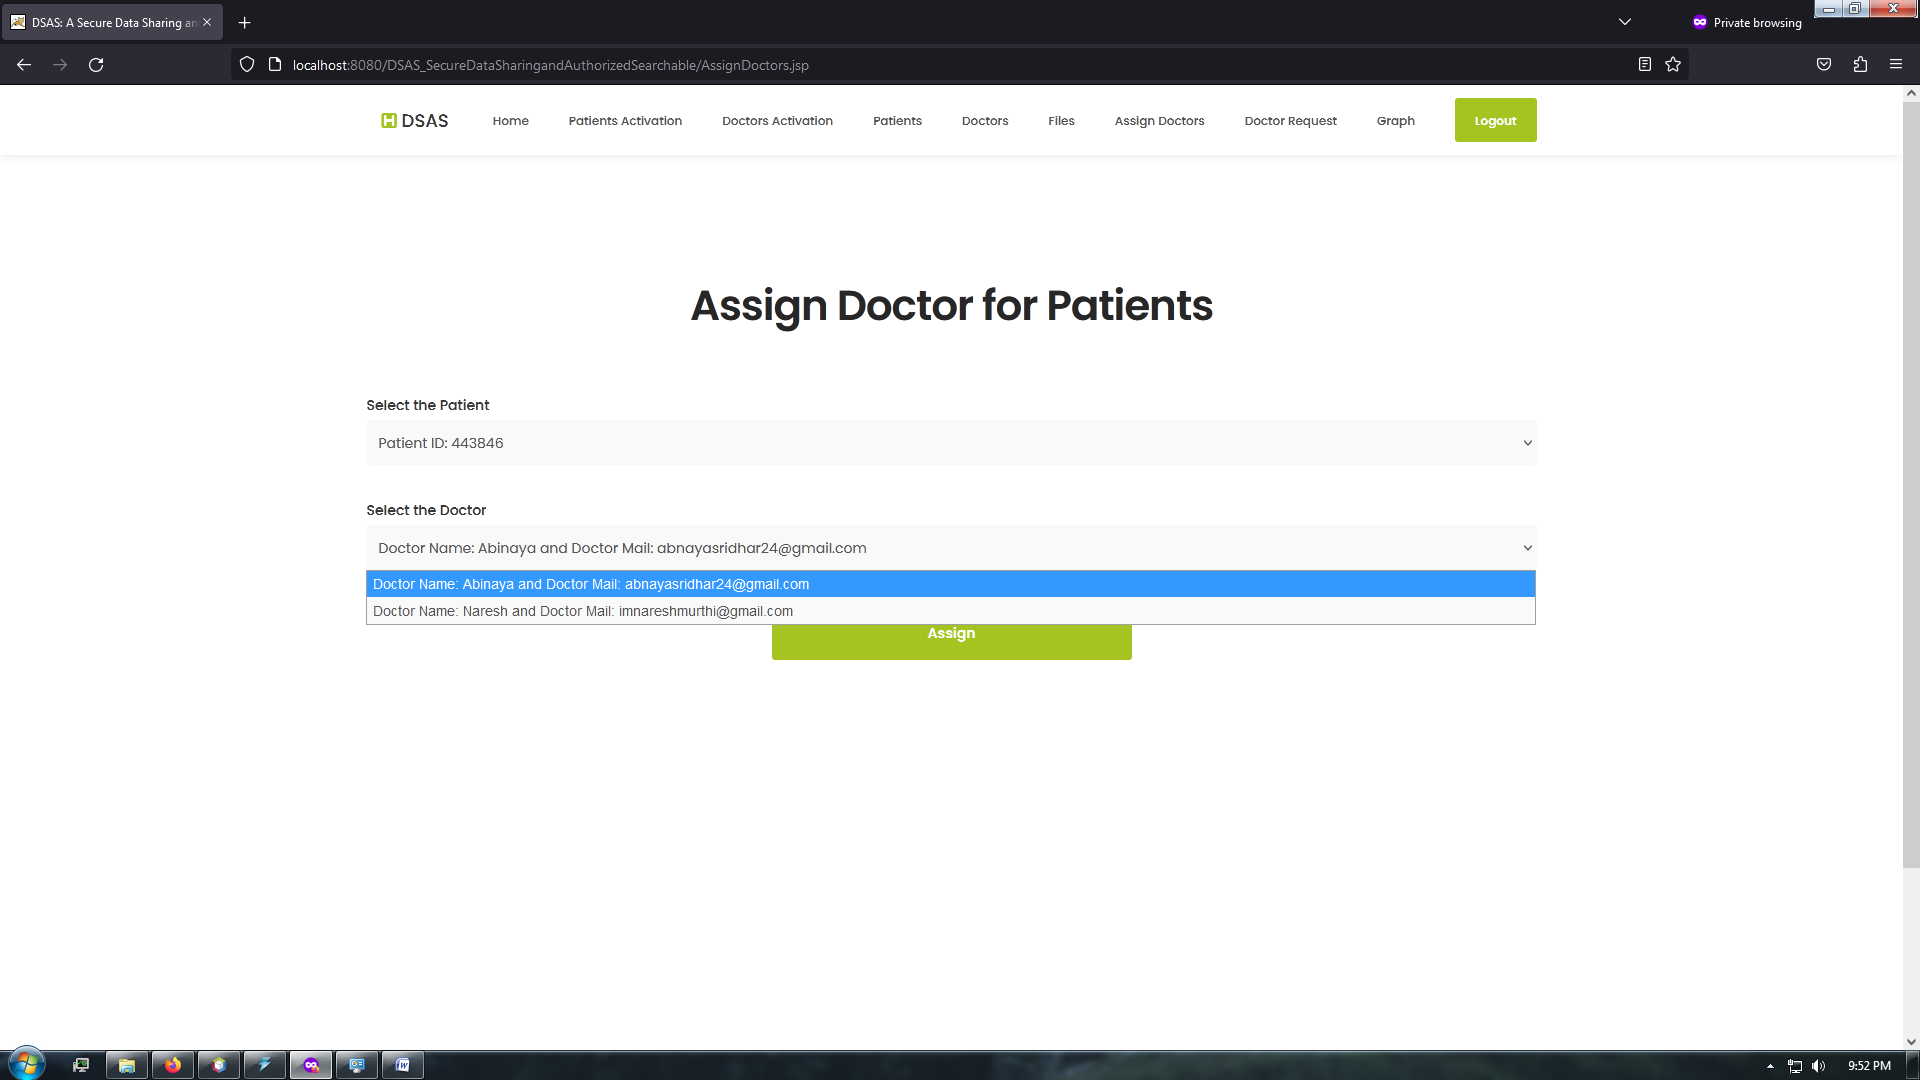 DSAS: A Secure Data Sharing an
Private browsing
localhost:8080/DSAS_SecureDataSharingandAuthorizedSearchable/AssignDoctors.jsp
H DSAS Home Patients Activation Doctors Activation Patients Doctors Files Assign Doctors Doctor Request Graph Logout
Assign Doctor for Patients
Select the Patient
Patient ID: 443846
Select the Doctor
Doctor Name: Abinaya and Doctor Mail: abnayasridhar24@gmail.com
Doctor Name: Abinaya and Doctor Mail: abnayasridhar24@gmail.com
Doctor Name: Naresh and Doctor Mail: imnareshmurthi@gmail.com
Assign
9:52 PM